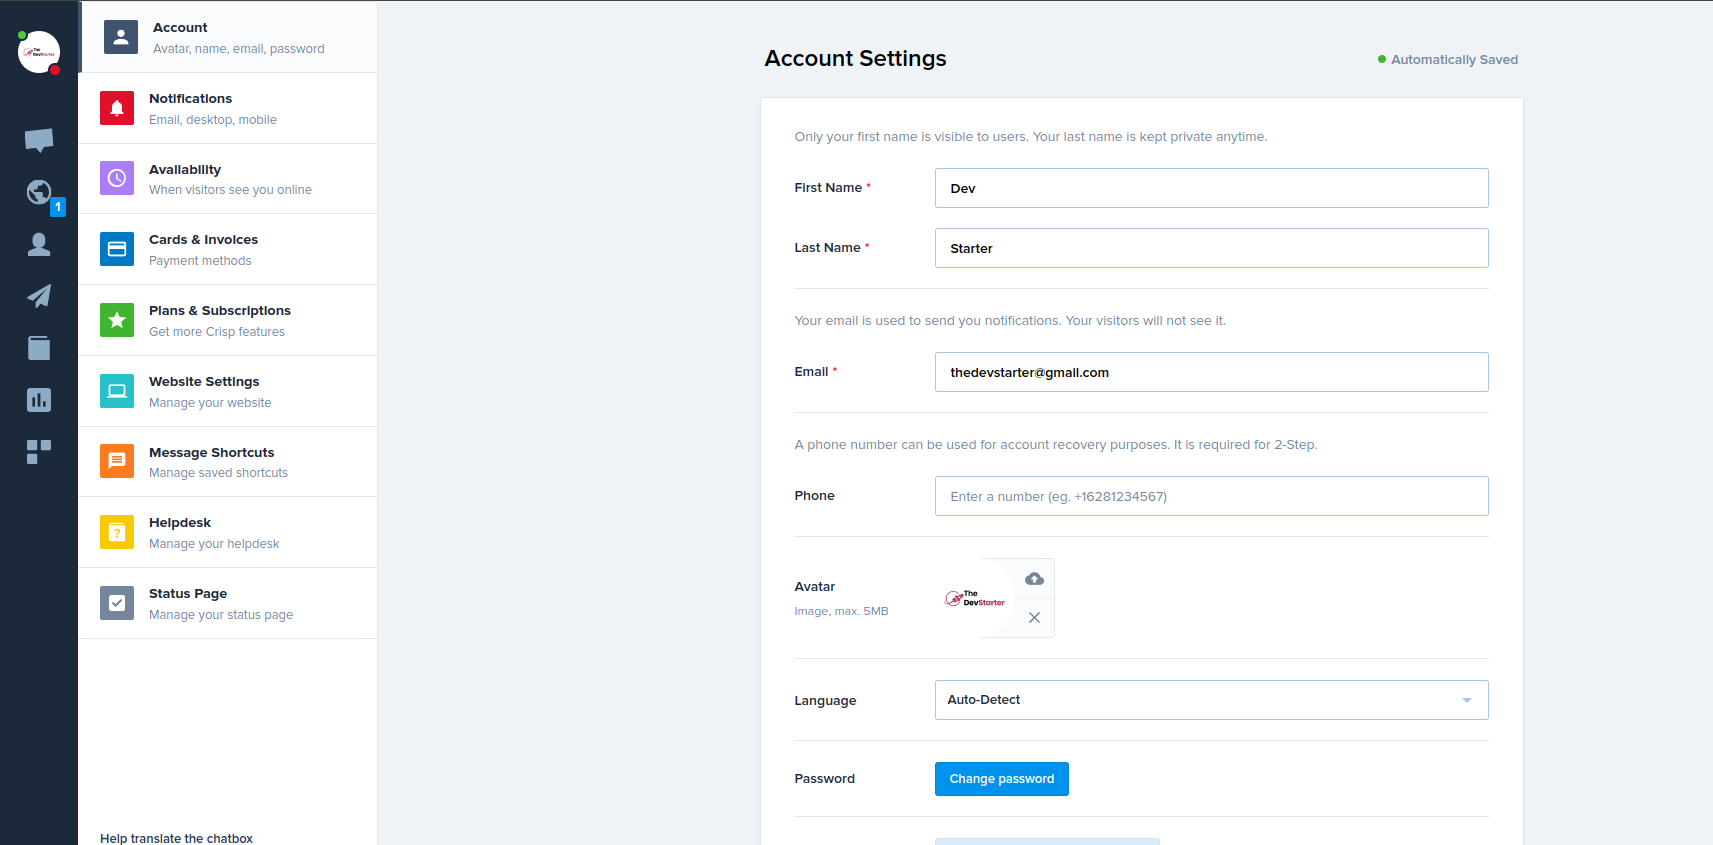 The
DevStarter
1
Account
Avatar, name, email, password
Notifications
Email, desktop, mobile
Availability
When visitors see you online
Cards & Invoices
Payment methods
Plans & Subscriptions
Get more Crisp features
Website Settings
Manage your website
Message Shortcuts
Manage saved shortcuts
Helpdesk
Manage your helpdesk
Status Page
Manage your status page
Help translate the chatbox
Account Settings
Automatically Saved
Only your first name is visible to users. Your last name is kept private anytime.
First Name *
Dev
Last Name *
Starter
Your email is used to send you notifications. Your visitors will not see it.
Email *
thedevstarter@gmail.com
A phone number can be used for account recovery purposes. It is required for 2-Step.
Phone
Enter a number (eg. +16281234567)
Avatar
Image, max. 5MB
The
DevStarter
Language
Auto-Detect
Password
Change password